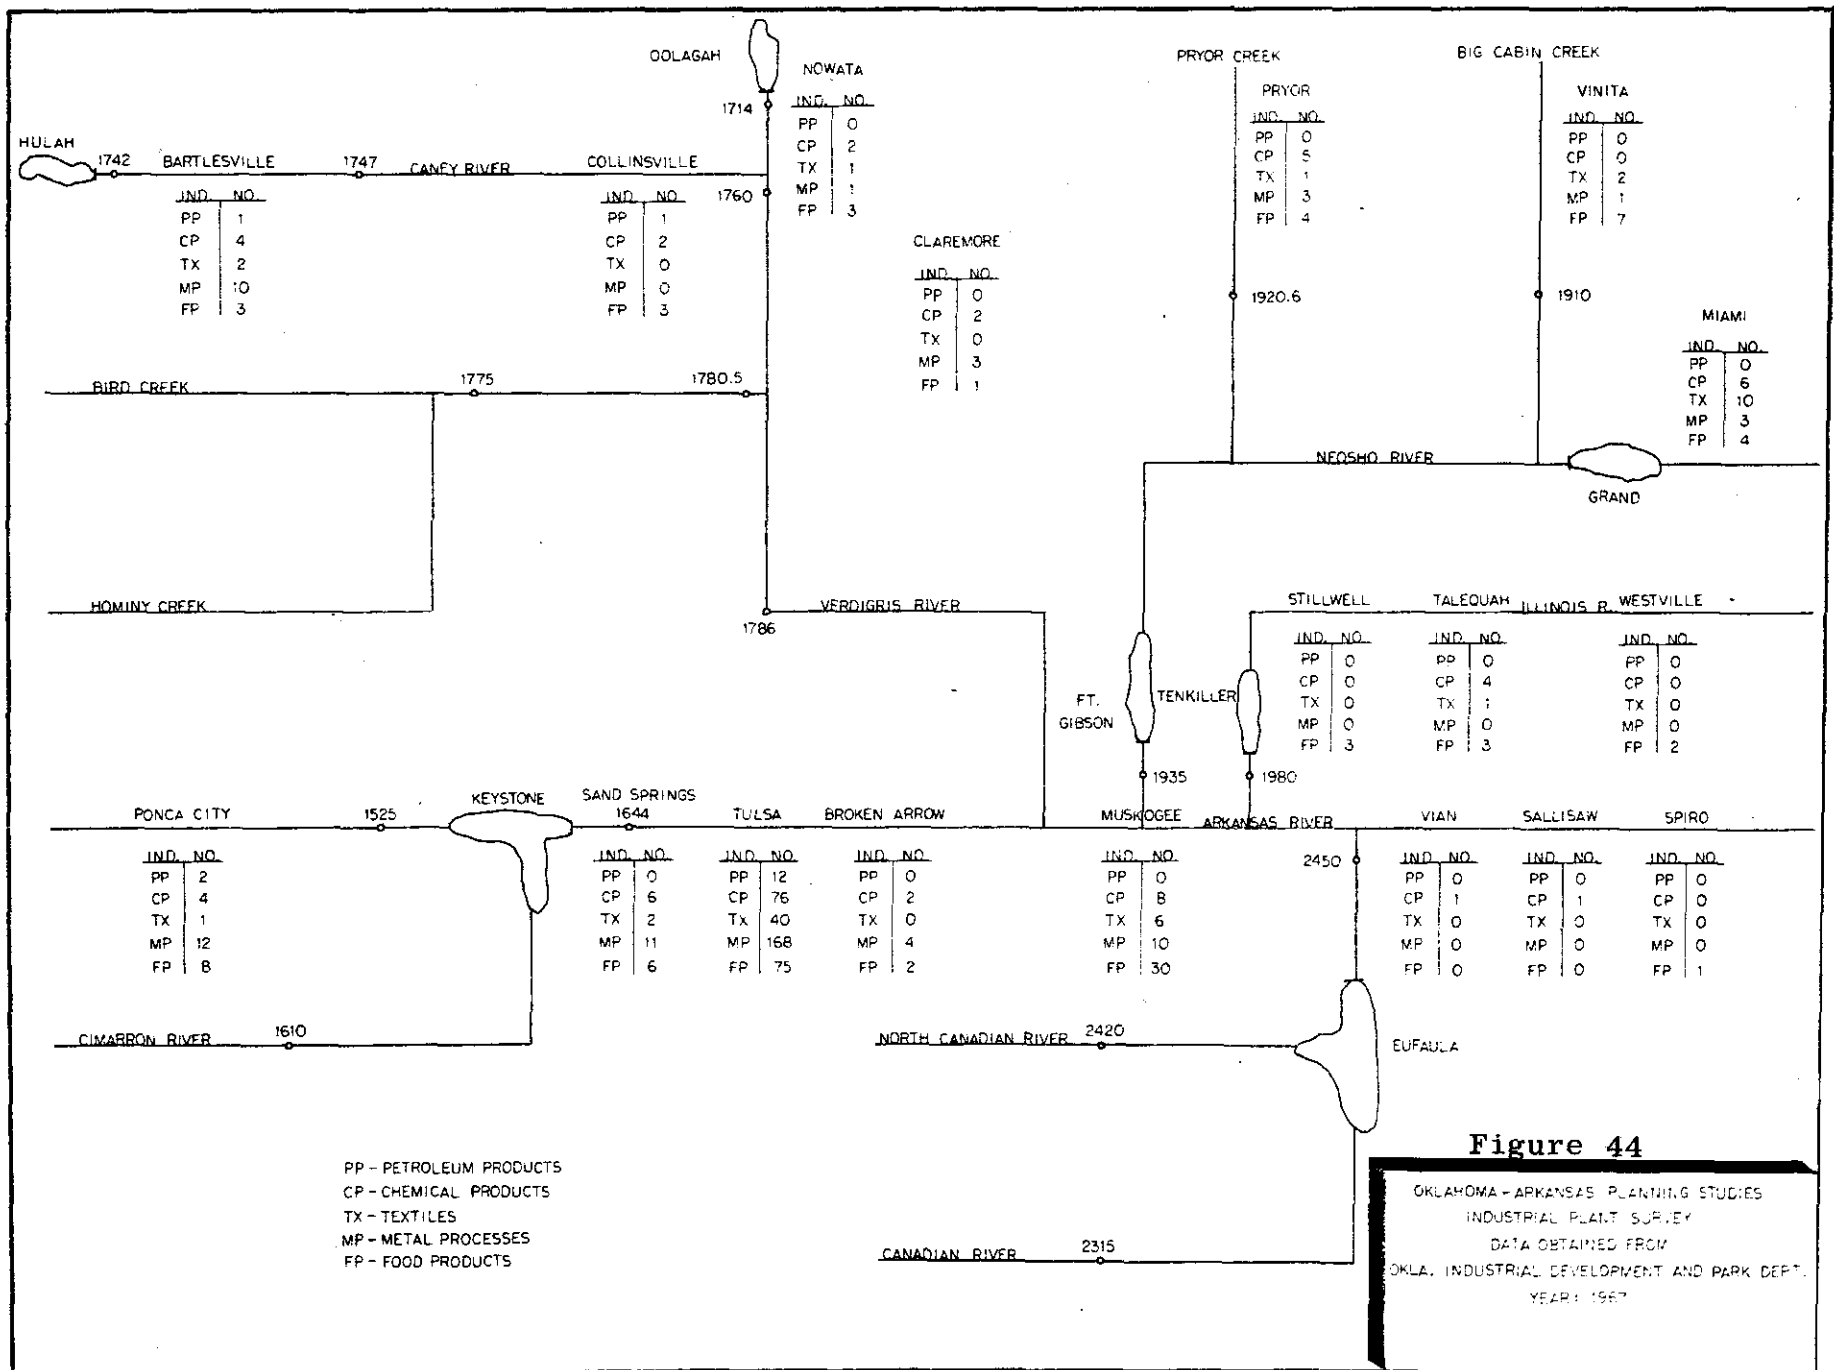 OOLAGAH
NOWATA
1714
IND. NO.
PP 0
CP 2
TX 1
MP 1
FP 3
PRYOR CREEK
PRYOR
IND. NO.
PP 0
CP 5
TX 1
MP 3
FP 4
1920.6
BIG CABIN CREEK
VINITA
IND. NO.
PP 0
CP 0
TX 2
MP 1
FP 7
1910
HULAH
1742
BARTLESVILLE
1747
CANEY RIVER
COLLINSVILLE
1760
IND. NO.
PP 1
CP 4
TX 2
MP 10
FP 3
IND. NO.
PP 1
CP 2
TX 0
MP 0
FP 3
CLAREMORE
IND. NO.
PP 0
CP 2
TX 0
MP 3
FP 1
MIAMI
IND. NO.
PP 0
CP 6
TX 10
MP 3
FP 4
BIRD CREEK
1775
1780.5
NEOSHO RIVER
GRAND
HOMINY CREEK
1786
VERDIGRIS RIVER
STILLWELL
TALEQUAH
ILLINOIS R.
WESTVILLE
IND. NO.
PP 0
CP 0
TX 0
MP 0
FP 3
IND. NO.
PP 0
CP 4
TX 1
MP 0
FP 3
IND. NO.
PP 0
CP 0
TX 0
MP 0
FP 2
FT.
GIBSON
TENKILLER
1935
1980
PONCA CITY
1525
KEYSTONE
SAND SPRINGS
1644
TULSA
BROKEN ARROW
MUSKOGEE
ARKANSAS RIVER
VIAN
SALLISAW
SPIRO
IND. NO.
PP 2
CP 4
TX 1
MP 12
FP 8
IND. NO.
PP 0
CP 6
TX 2
MP 11
FP 6
IND. NO.
PP 12
CP 76
TX 40
MP 168
FP 75
IND. NO.
PP 0
CP 2
TX 0
MP 4
FP 2
IND. NO.
PP 0
CP 8
TX 6
MP 10
FP 30
2450
IND. NO.
PP 0
CP 1
TX 0
MP 0
FP 0
IND. NO.
PP 0
CP 1
TX 0
MP 0
FP 0
IND. NO.
PP 0
CP 0
TX 0
MP 0
FP 1
CIMARRON RIVER
1610
NORTH CANADIAN RIVER
2420
EUFAULA
CANADIAN RIVER
2315
PP - PETROLEUM PRODUCTS
CP - CHEMICAL PRODUCTS
TX - TEXTILES
MP - METAL PROCESSES
FP - FOOD PRODUCTS
Figure 44
OKLAHOMA - ARKANSAS PLANNING STUDIES
INDUSTRIAL PLANT SURVEY
DATA OBTAINED FROM
OKLA. INDUSTRIAL DEVELOPMENT AND PARK DEPT.
YEAR: 1967